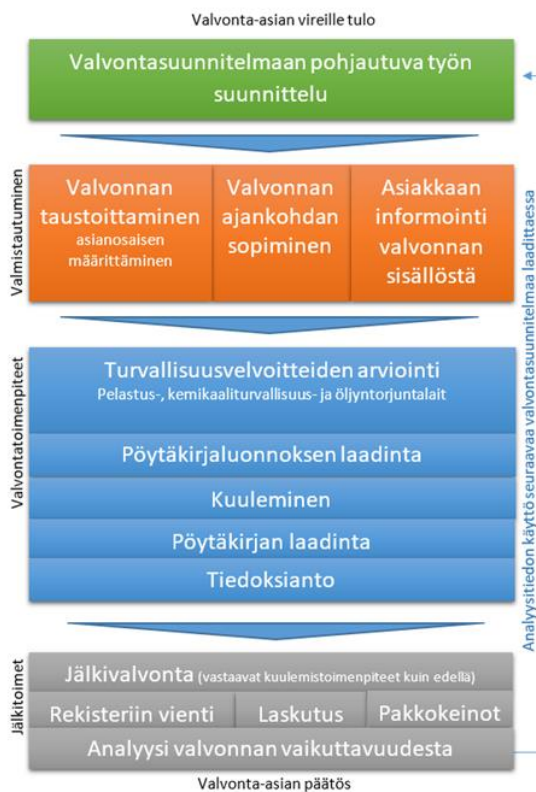 Valvonta-asian vireille tulo
Valvontasuunnitelmaan pohjautuva työn
suunnittelu
Valmistautuminen
Valvonnan
taustoittaminen
asianosaisen
määrittäminen
Valvonnan
ajankohdan
sopiminen
Asiakkaan
informointi
valvonnan
sisällöstä
Valvontatoimenpiteet
Turvallisuusvelvoitteiden arviointi
Pelastus-, kemikaaliturvallisuus- ja öljyntorjuntalait
Pöytäkirjaluonnoksen laadinta
Kuuleminen
Pöytäkirjan laadinta
Tiedoksianto
Jälkitoimet
Jälkivalvonta (vastaavat kuulemistoimenpiteet kuin edellä)
Rekisteriin vienti
Laskutus
Pakkokeinot
Analyysi valvonnan vaikuttavuudesta
Valvonta-asian päätös
Analyysitiedon käyttö seuraavaa valvontasuunnitelmaa laadittaessa